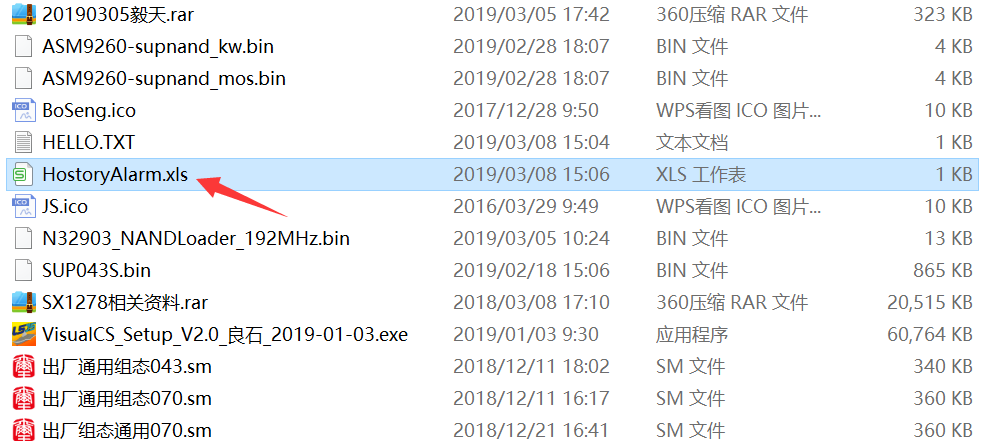 20190305毅天.rar 2019/03/05 17:42 360压缩 RAR 文件 323 KB
ASM9260-supnand_kw.bin 2019/02/28 18:07 BIN 文件 4 KB
ASM9260-supnand_mos.bin 2019/02/28 18:07 BIN 文件 4 KB
BoSeng.ico 2017/12/28 9:50 WPS看图 ICO 图片... 10 KB
HELLO.TXT 2019/03/08 15:04 文本文档 1 KB
HostoryAlarm.xls 2019/03/08 15:06 XLS 工作表 1 KB
JS.ico 2016/03/29 9:49 WPS看图 ICO 图片... 10 KB
N32903_NANDLoader_192MHz.bin 2019/03/05 10:24 BIN 文件 13 KB
SUP043S.bin 2019/02/18 15:06 BIN 文件 865 KB
SX1278相关资料.rar 2018/03/08 17:10 360压缩 RAR 文件 20,515 KB
VisualCS_Setup_V2.0_良石_2019-01-03.exe 2019/01/03 9:30 应用程序 60,764 KB
出厂通用组态043.sm 2018/12/11 18:02 SM 文件 340 KB
出厂通用组态070.sm 2018/12/11 16:17 SM 文件 360 KB
出厂组态通用070.sm 2018/12/21 16:41 SM 文件 360 KB